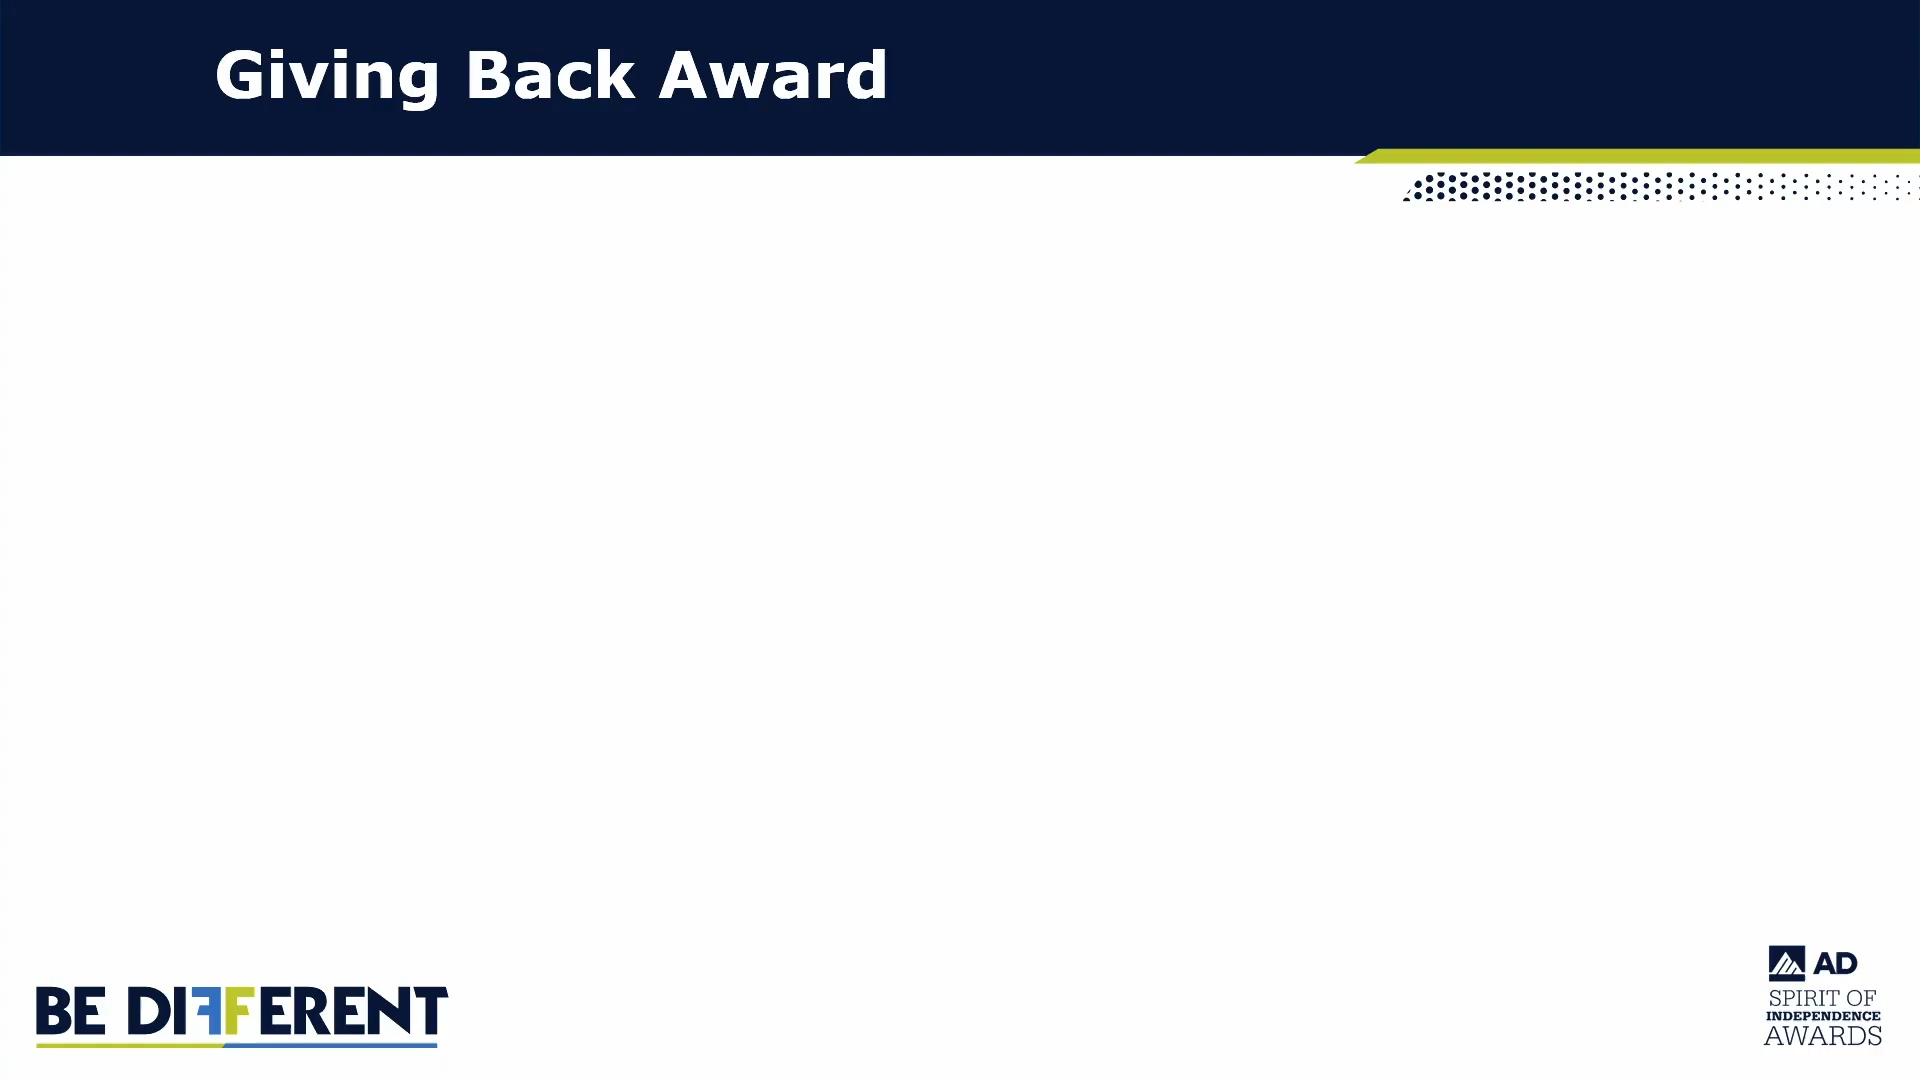 Giving Back Award
BE DIFFERENT
AD
SPIRIT OF
INDEPENDENCE
AWARDS